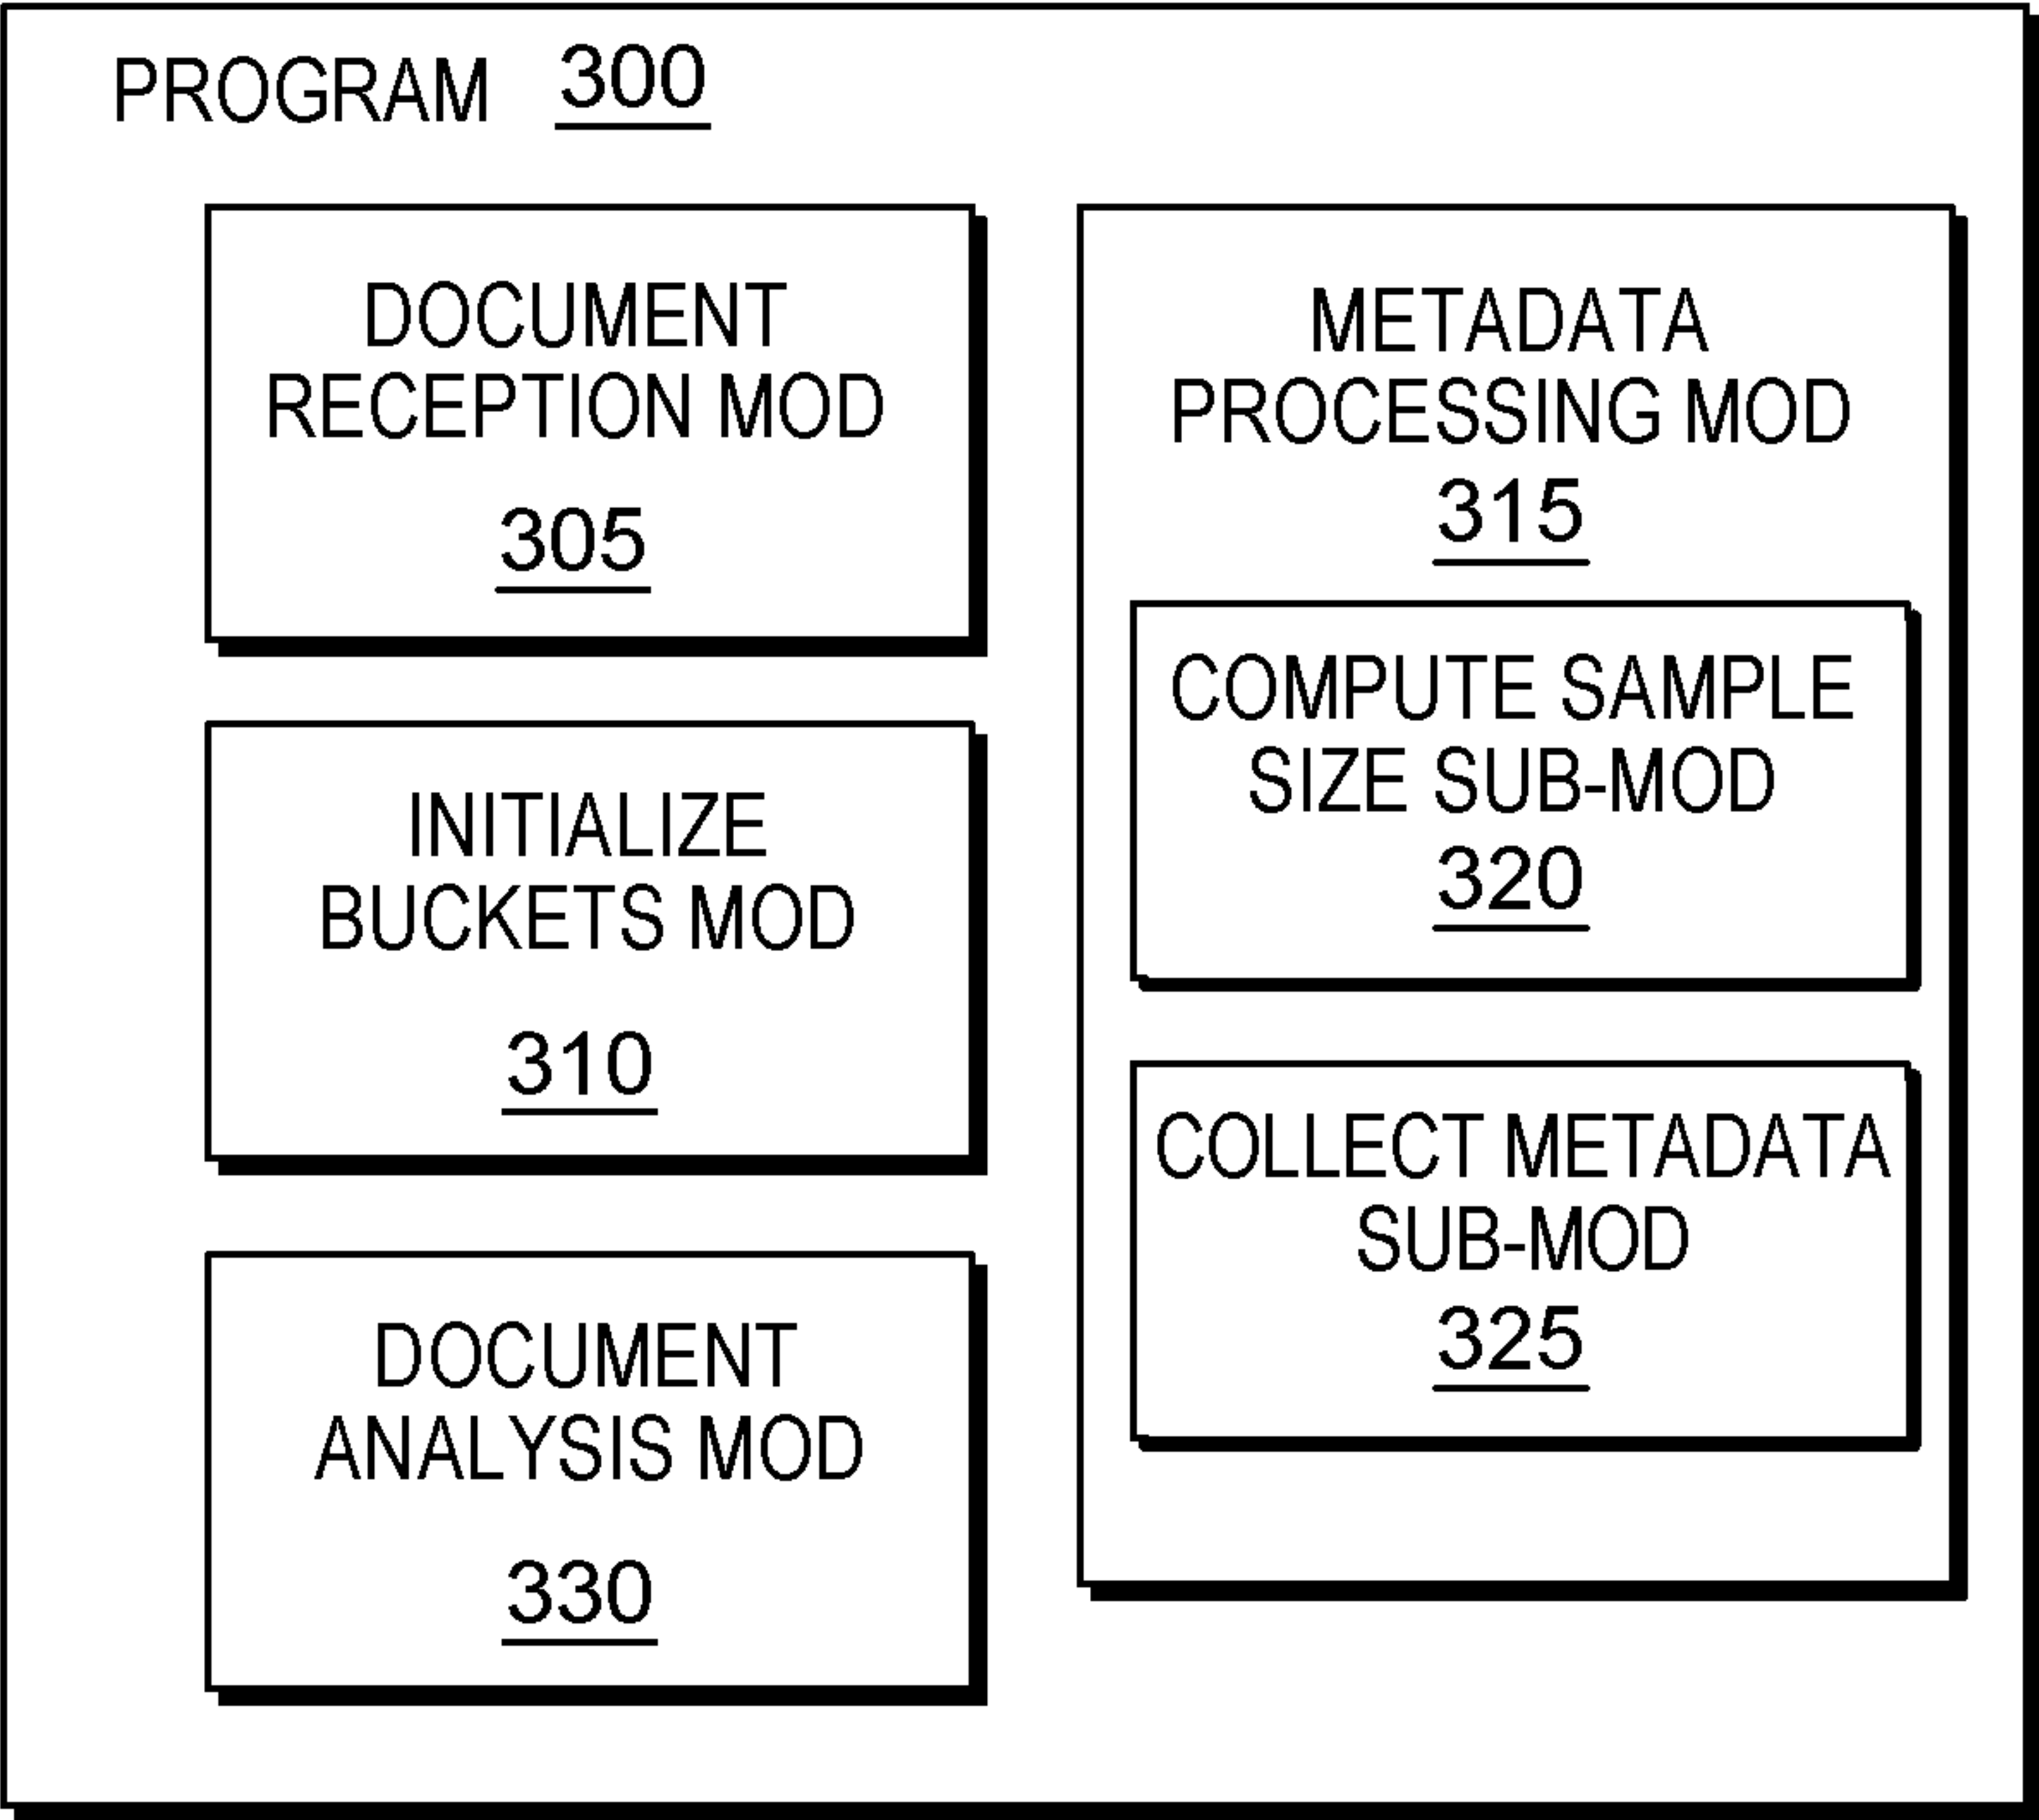 PROGRAM 300
DOCUMENT
RECEPTION MOD
305
INITIALIZE
BUCKETS MOD
310
DOCUMENT
ANALYSIS MOD
330
METADATA
PROCESSING MOD
315
COMPUTE SAMPLE
SIZE SUB-MOD
320
COLLECT METADATA
SUB-MOD
325